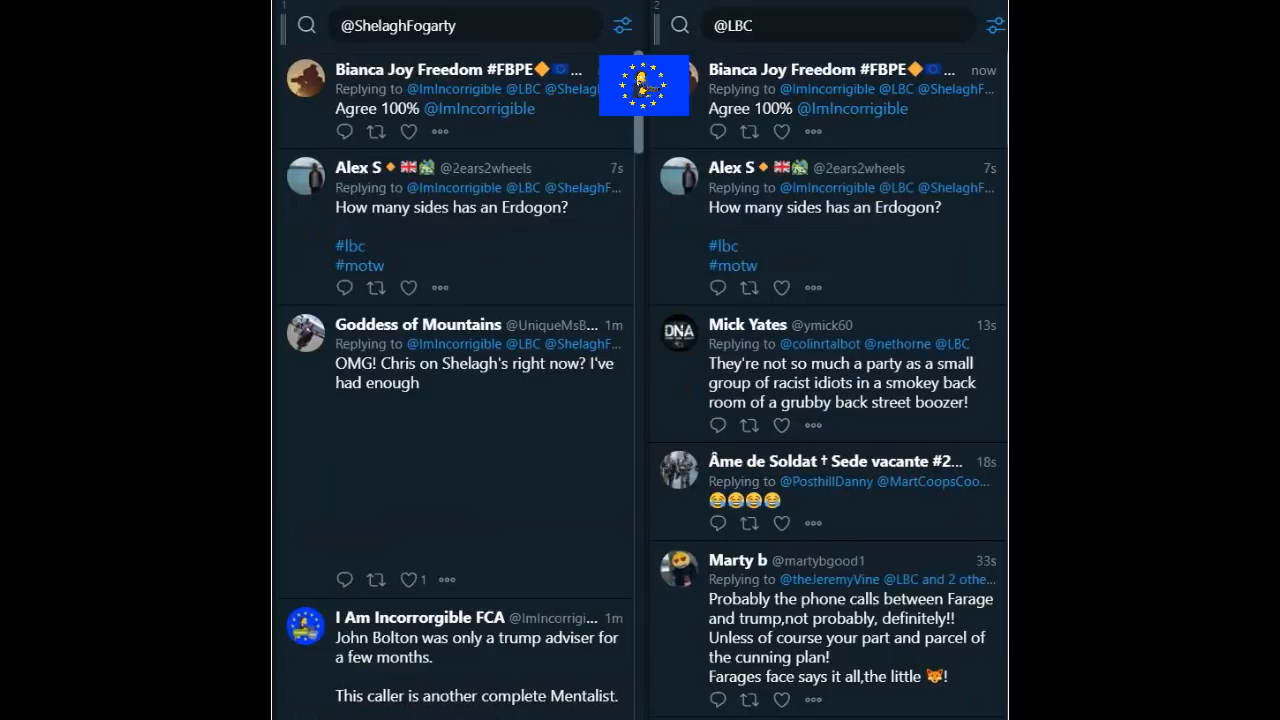 1
@ShelaghFogarty
Bianca Joy Freedom #FBPE🔶🇪🇺...
Replying to @ImIncorrigible @LBC @Shelag
Agree 100% @ImIncorrigible
Alex S🔸🇬🇧🏞 @2ears2wheels 7s
Replying to @ImIncorrigible @LBC @ShelaghF...
How many sides has an Erdogon?
#lbc
#motw
Goddess of Mountains @UniqueMsB... 1m
Replying to @ImIncorrigible @LBC @ShelaghF...
OMG! Chris on Shelagh's right now? I've
had enough
1
I Am Incorrorgible FCA @ImIncorrigi... 1m
John Bolton was only a trump adviser for
a few months.
This caller is another complete Mentalist.
2
@LBC
Bianca Joy Freedom #FBPE🔶🇪🇺... now
Replying to @ImIncorrigible @LBC @ShelaghF...
Agree 100% @ImIncorrigible
Alex S🔸🇬🇧🏞 @2ears2wheels 7s
Replying to @ImIncorrigible @LBC @ShelaghF...
How many sides has an Erdogon?
#lbc
#motw
DNA
Mick Yates @ymick60 13s
Replying to @colinrtalbot @nethorne @LBC
They're not so much a party as a small
group of racist idiots in a smokey back
room of a grubby back street boozer!
Âme de Soldat † Sede vacante #2... 18s
Replying to @PosthillDanny @MartCoopsCoo...
😂😂😂😂
Marty b @martybgood1 33s
Replying to @theJeremyVine @LBC and 2 othe...
Probably the phone calls between Farage
and trump,not probably, definitely!!
Unless of course your part and parcel of
the cunning plan!
Farages face says it all,the little 🦊!